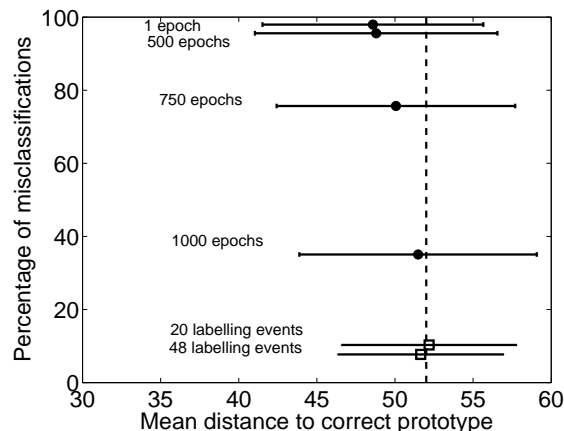 100
1 epoch
500 epochs
80
750 epochs
60
40
1000 epochs
20
20 labelling events
48 labelling events
0
30 35 40 45 50 55 60
Mean distance to correct prototype
Percentage of misclassifications